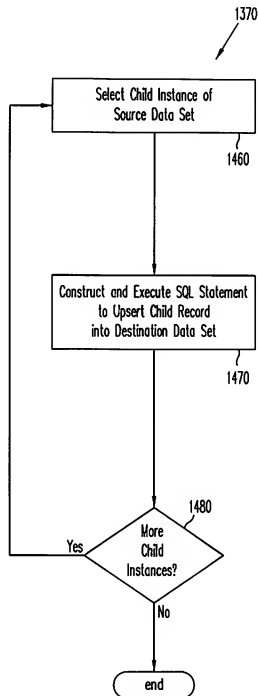 1370
Select Child Instance of
Source Data Set
1460
Construct and Execute SQL Statement
to Upsert Child Record
into Destination Data Set
1470
1480
More
Child
Instances?
Yes
No
end